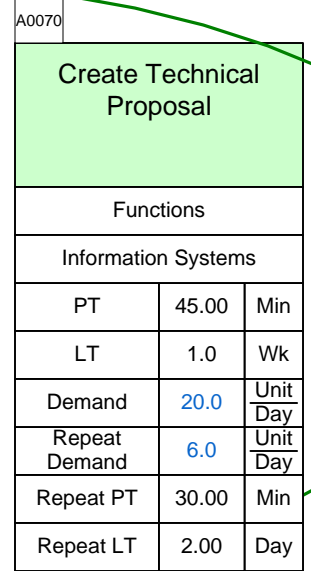 A0070
Create Technical
Proposal
Functions
Information Systems
PT 45.00 Min
LT 1.0 Wk
Demand 20.0 Unit
Day
Repeat
Demand 6.0 Unit
Day
Repeat PT 30.00 Min
Repeat LT 2.00 Day